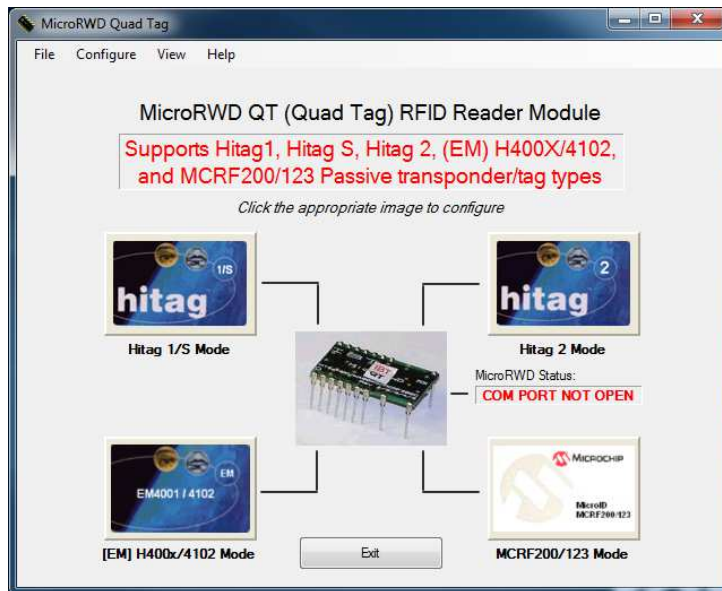 MicroRWD Quad Tag
File Configure View Help
MicroRWD QT (Quad Tag) RFID Reader Module
Supports Hitag1, Hitag S, Hitag 2, (EM) H400X/4102,
and MCRF200/123 Passive transponder/tag types
Click the appropriate image to configure
1/S
hitag
Hitag 1/S Mode
2
hitag
Hitag 2 Mode
QT
MicroRWD Status:
COM PORT NOT OPEN
EM
EM4001 / 4102
[EM] H400x/4102 Mode
MICROCHIP
MicroID
MCRF200/123
MCRF200/123 Mode
Exit